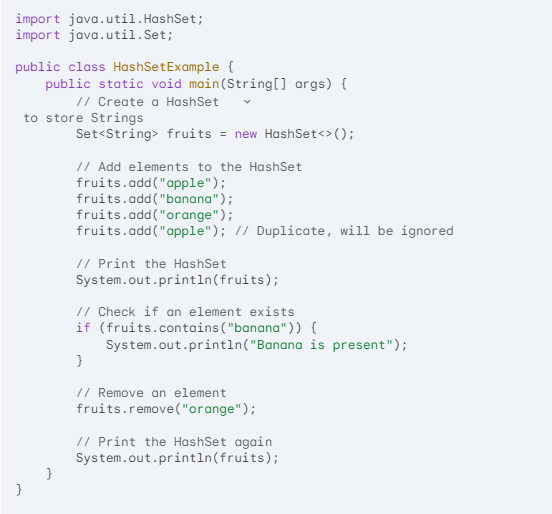 import java.util.HashSet;
import java.util.Set;

public class HashSetExample {
    public static void main(String[] args) {
        // Create a HashSet
 to store Strings
        Set<String> fruits = new HashSet<>();

        // Add elements to the HashSet
        fruits.add("apple");
        fruits.add("banana");
        fruits.add("orange");
        fruits.add("apple"); // Duplicate, will be ignored

        // Print the HashSet
        System.out.println(fruits);

        // Check if an element exists
        if (fruits.contains("banana")) {
            System.out.println("Banana is present");
        }

        // Remove an element
        fruits.remove("orange");

        // Print the HashSet again
        System.out.println(fruits);
    }
}